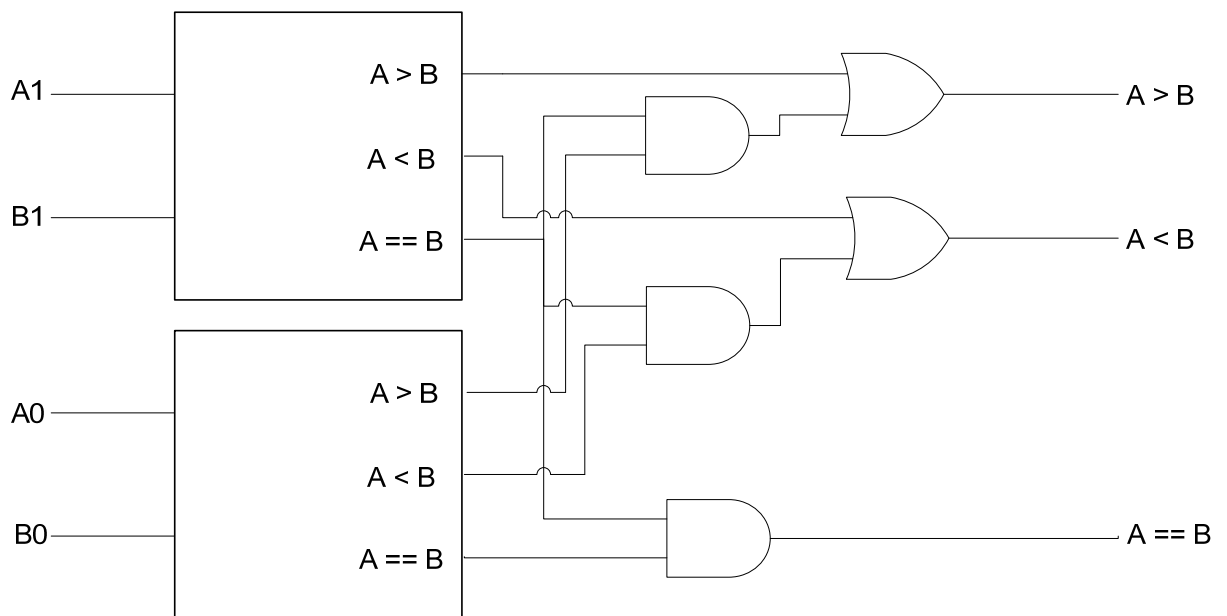 A > B
A1
A > B
A < B
B1
A == B
A < B
A > B
A0
A < B
B0
A == B
A == B